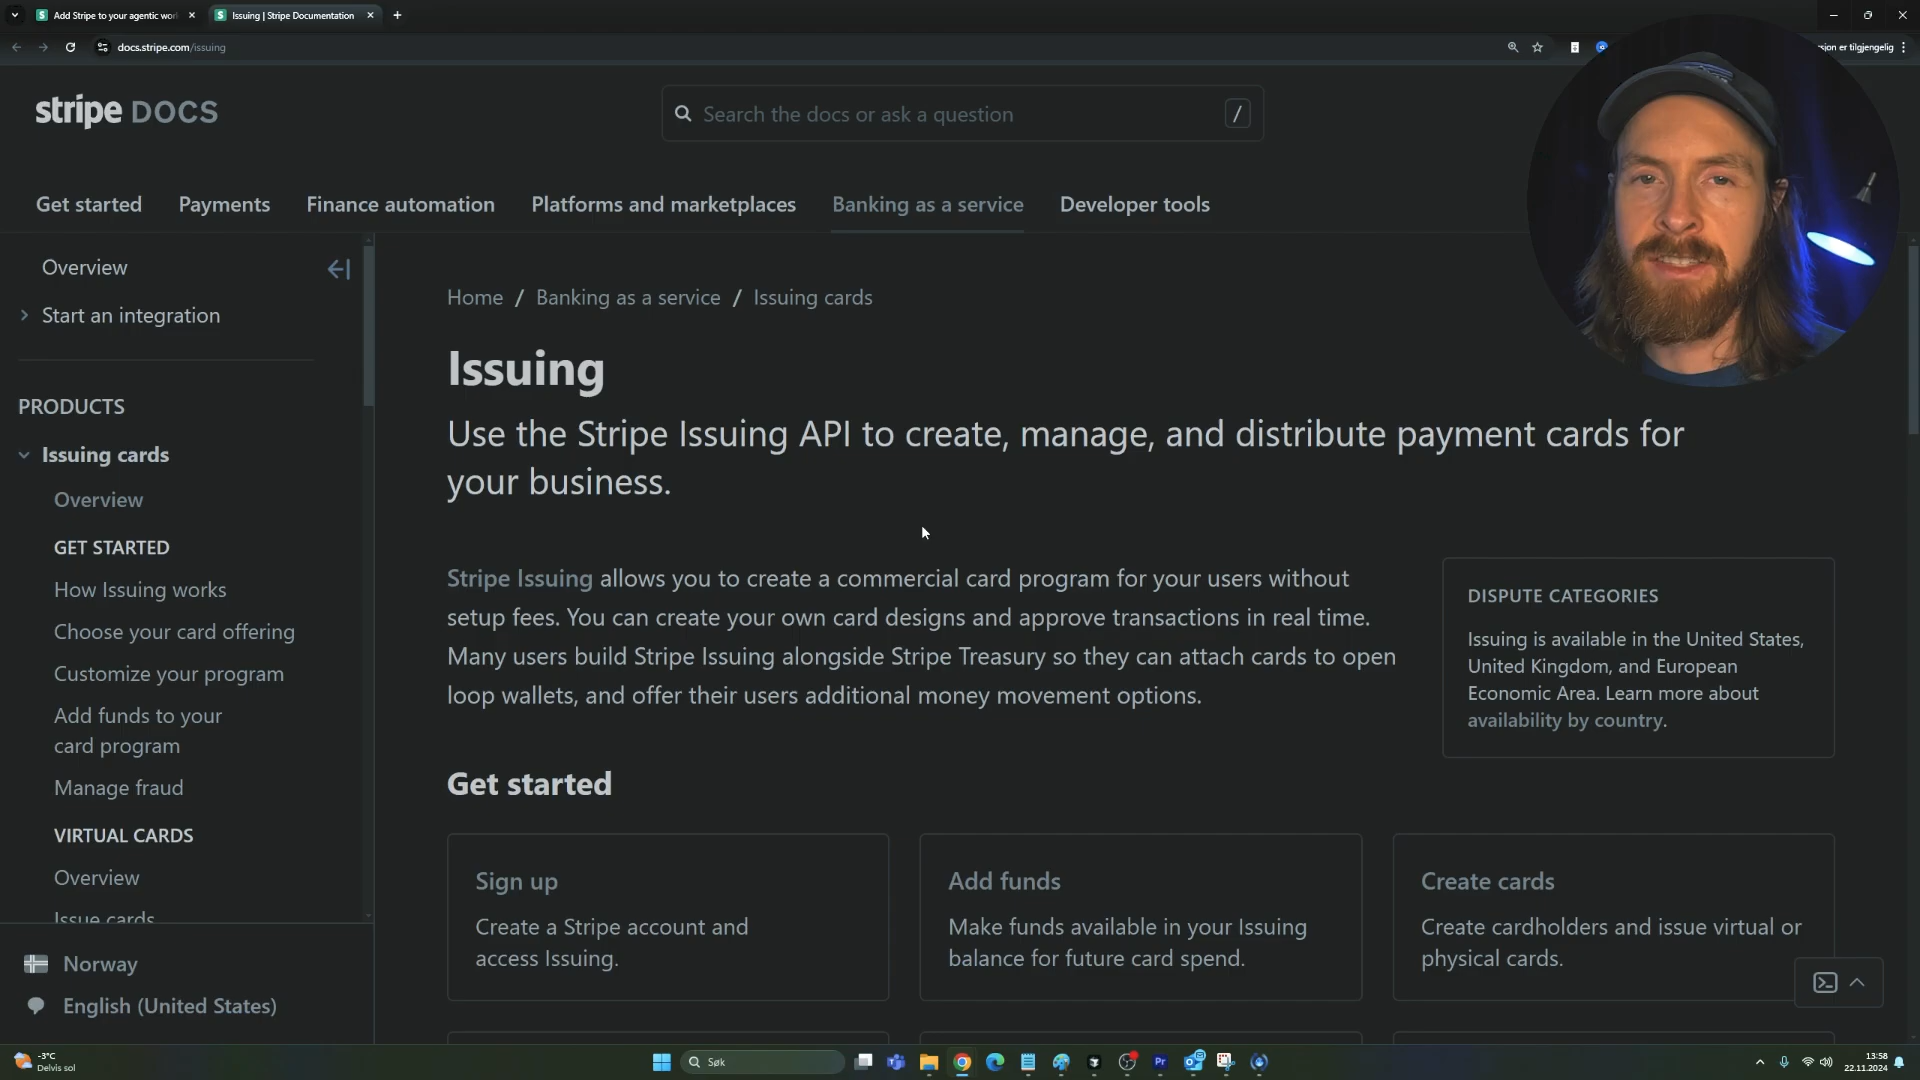 Add Stripe to your agentic wor
Issuing | Stripe Documentation
docs.stripe.com/issuing
sjon er tilgjengelig
stripe DOCS
Search the docs or ask a question
/
Get started
Payments
Finance automation
Platforms and marketplaces
Banking as a service
Developer tools
Overview
Start an integration
PRODUCTS
Issuing cards
Overview
GET STARTED
How Issuing works
Choose your card offering
Customize your program
Add funds to your
card program
Manage fraud
VIRTUAL CARDS
Overview
Issue cards
Norway
English (United States)
Home / Banking as a service / Issuing cards
Issuing
Use the Stripe Issuing API to create, manage, and distribute payment cards for
your business.
Stripe Issuing allows you to create a commercial card program for your users without
setup fees. You can create your own card designs and approve transactions in real time.
Many users build Stripe Issuing alongside Stripe Treasury so they can attach cards to open
loop wallets, and offer their users additional money movement options.
DISPUTE CATEGORIES
Issuing is available in the United States,
United Kingdom, and European
Economic Area. Learn more about
availability by country.
Get started
Sign up
Create a Stripe account and
access Issuing.
Add funds
Make funds available in your Issuing
balance for future card spend.
Create cards
Create cardholders and issue virtual or
physical cards.
-3°C
Delvis sol
Søk
Pr
13:58
22.11.2024